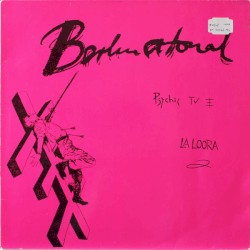 Berlin Atonal
Psychic TV
LA LOORA